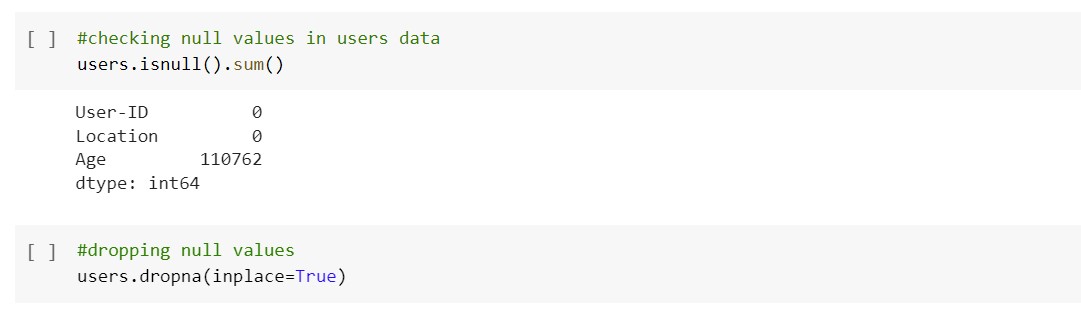 [ ] #checking null values in users data
users.isnull().sum()
User-ID 0
Location 0
Age 110762
dtype: int64
[ ] #dropping null values
users.dropna(inplace=True)